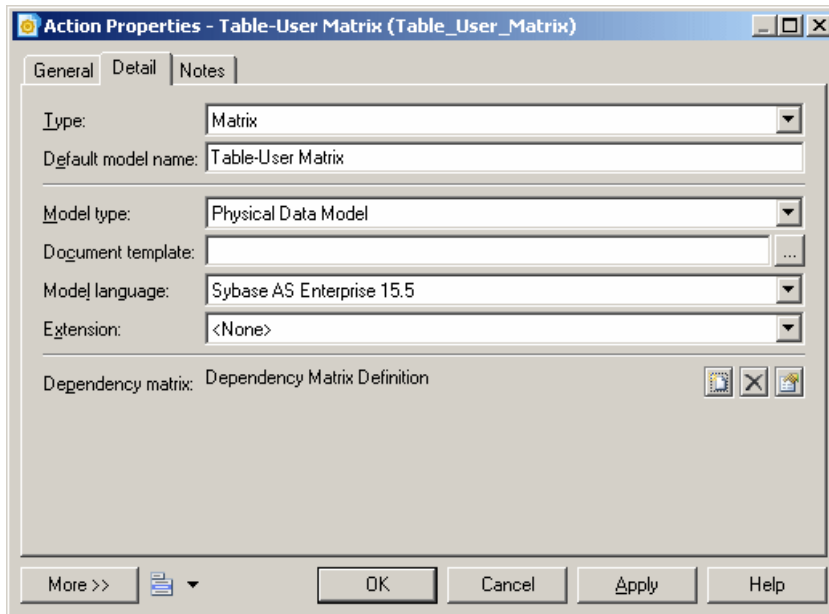 Action Properties - Table-User Matrix (Table_User_Matrix)
General Detail Notes
Type: Matrix
Default model name: Table-User Matrix
Model type: Physical Data Model
Document template: ...
Model language: Sybase AS Enterprise 15.5
Extension: <None>
Dependency matrix: Dependency Matrix Definition
More >> OK Cancel Apply Help